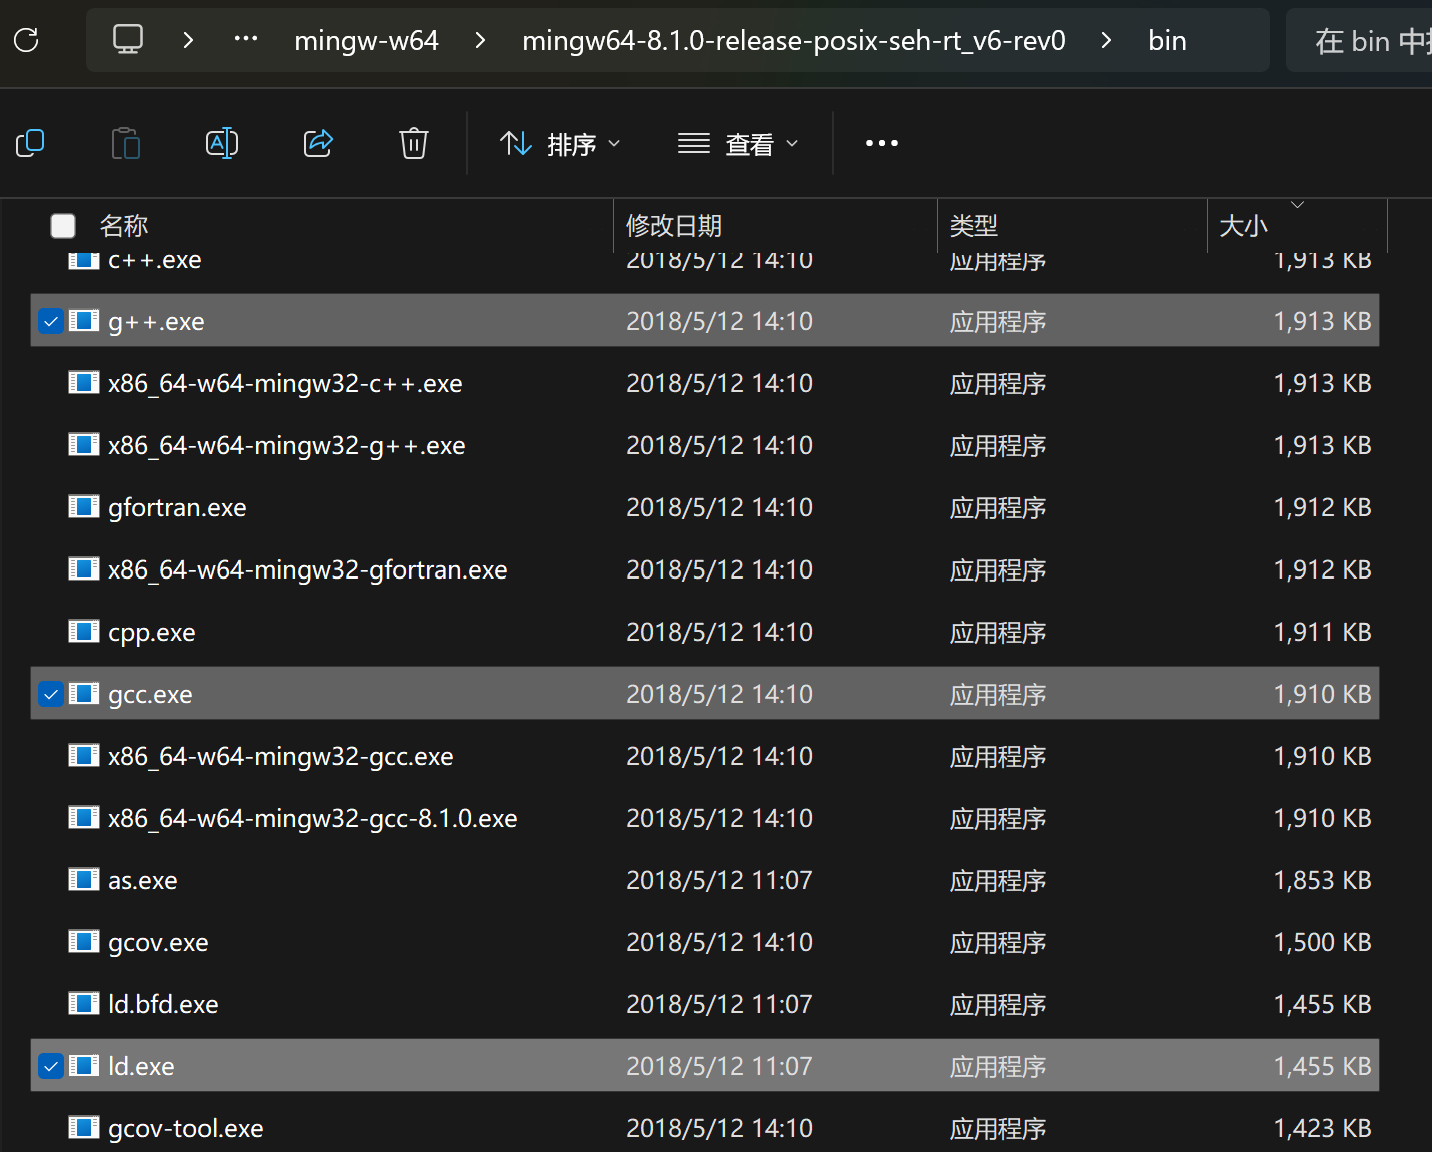 … mingw-w64 mingw64-8.1.0-release-posix-seh-rt_v6-rev0 bin 在 bin 中
排序 查看 …
名称 修改日期 类型 大小
c++.exe 2018/5/12 14:10 应用程序 1,913 KB
g++.exe 2018/5/12 14:10 应用程序 1,913 KB
x86_64-w64-mingw32-c++.exe 2018/5/12 14:10 应用程序 1,913 KB
x86_64-w64-mingw32-g++.exe 2018/5/12 14:10 应用程序 1,913 KB
gfortran.exe 2018/5/12 14:10 应用程序 1,912 KB
x86_64-w64-mingw32-gfortran.exe 2018/5/12 14:10 应用程序 1,912 KB
cpp.exe 2018/5/12 14:10 应用程序 1,911 KB
gcc.exe 2018/5/12 14:10 应用程序 1,910 KB
x86_64-w64-mingw32-gcc.exe 2018/5/12 14:10 应用程序 1,910 KB
x86_64-w64-mingw32-gcc-8.1.0.exe 2018/5/12 14:10 应用程序 1,910 KB
as.exe 2018/5/12 11:07 应用程序 1,853 KB
gcov.exe 2018/5/12 14:10 应用程序 1,500 KB
ld.bfd.exe 2018/5/12 11:07 应用程序 1,455 KB
ld.exe 2018/5/12 11:07 应用程序 1,455 KB
gcov-tool.exe 2018/5/12 14:10 应用程序 1,423 KB